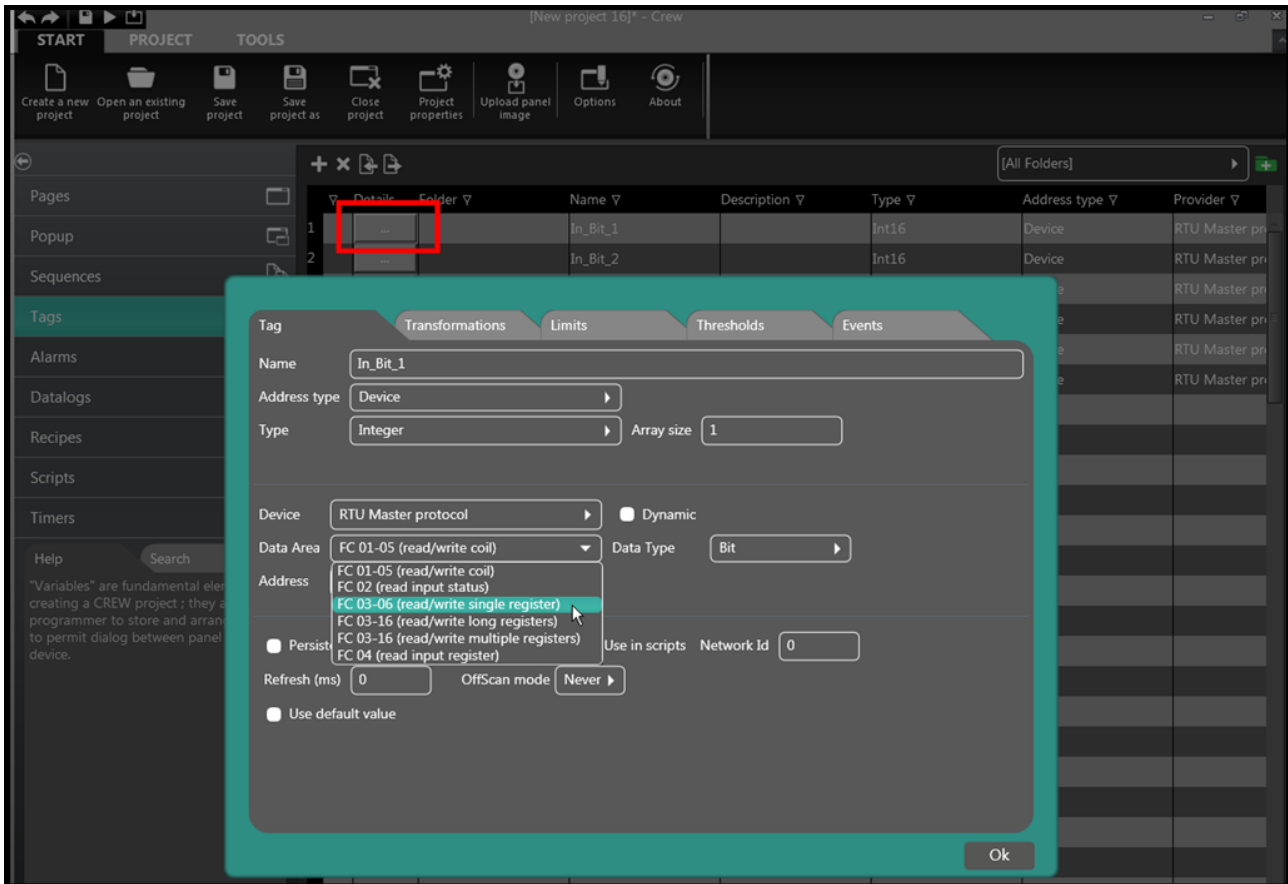 [New project 16]* - Crew
START PROJECT TOOLS
Create a new project
Open an existing project
Save project
Save project as
Close project
Project properties
Upload panel image
Options
About
[All Folders]
Pages
Popup
Sequences
Tags
Alarms
Datalogs
Recipes
Scripts
Timers
Help Search
"Variables" are fundamental
creating a CREW project ; they
programmer to store and
to permit dialog between panel
device.
Details Folder Name Description Type Address type Provider
1 ... In_Bit_1 Int16 Device RTU Master
2 ... In_Bit_2 Int16 Device RTU Master
RTU Master
RTU Master
RTU Master
RTU Master
Tag Transformations Limits Thresholds Events
Name In_Bit_1
Address type Device
Type Integer Array size 1
Device RTU Master protocol Dynamic
Data Area FC 01-05 (read/write coil) Data Type Bit
Address
FC 01-05 (read/write coil)
FC 02 (read input status)
FC 03-06 (read/write single register)
FC 03-16 (read/write long registers)
FC 03-16 (read/write multiple registers)
FC 04 (read input register)
Use in scripts Network Id 0
Refresh (ms) 0 OffScan mode Never
Use default value
Ok